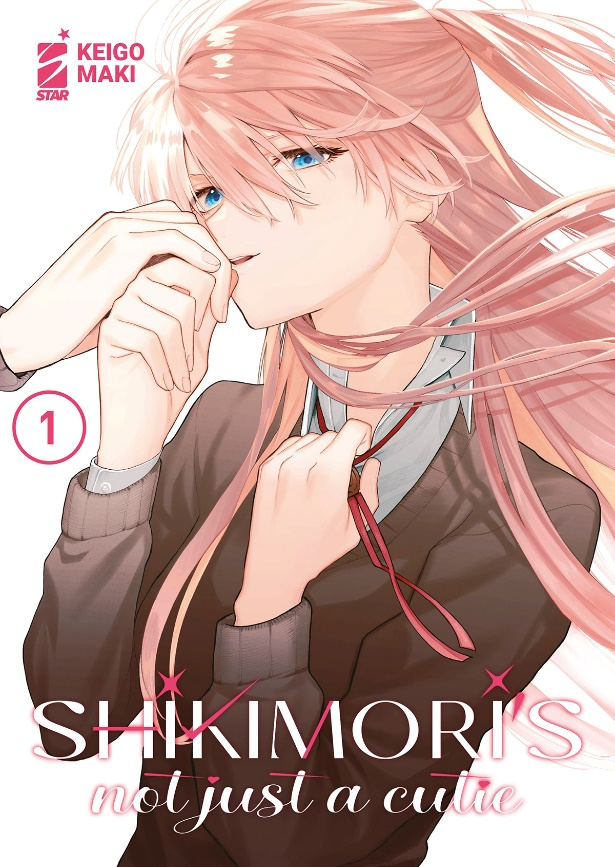 KEIGO
MAKI
STAR
1
SHIKIMORI'S
not just a cutie